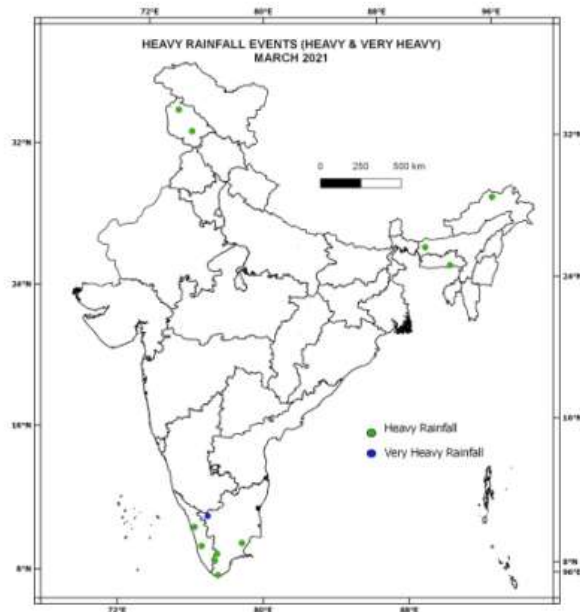 72°E 80°E 88°E 96°E
HEAVY RAINFALL EVENTS (HEAVY & VERY HEAVY)
MARCH 2021
32°N 32°N
0 250 500 km
24°N 24°N
16°N 16°N
Heavy Rainfall
Very Heavy Rainfall
8°N 8°N
96°E
72°E 80°E 88°E